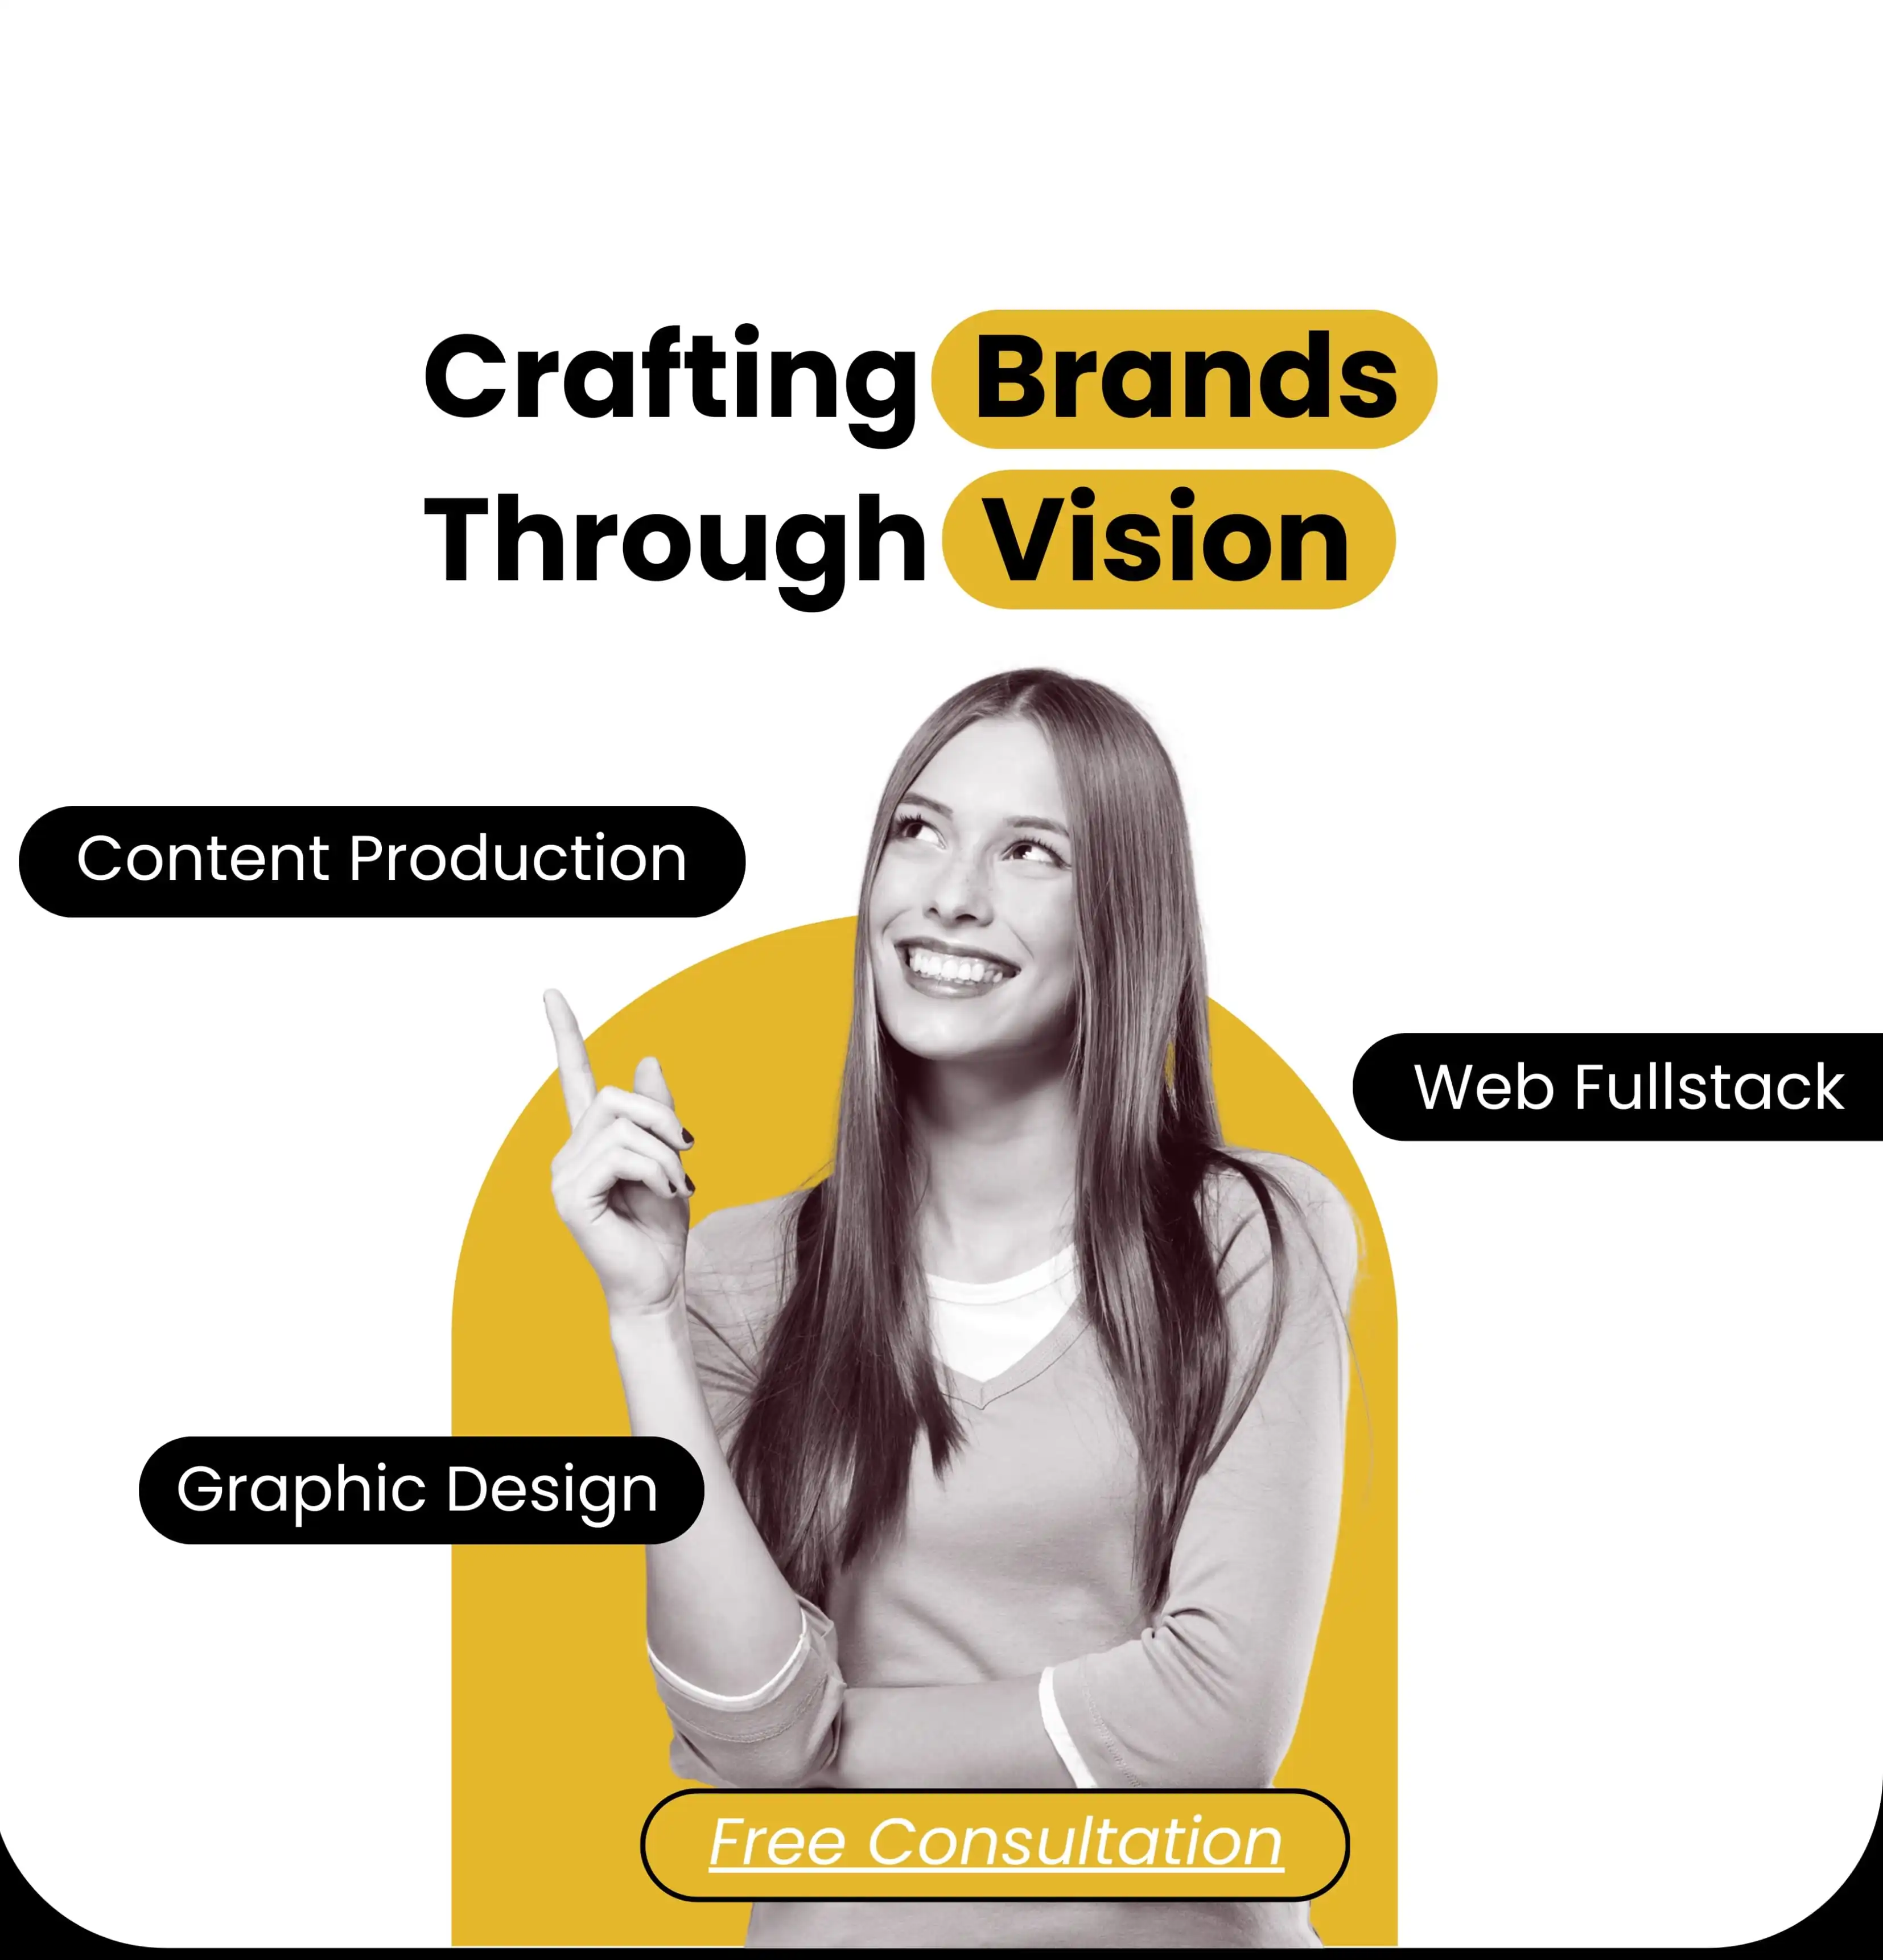 Crafting Brands
Through Vision
Content Production
Web Fullstack
Graphic Design
Free Consultation